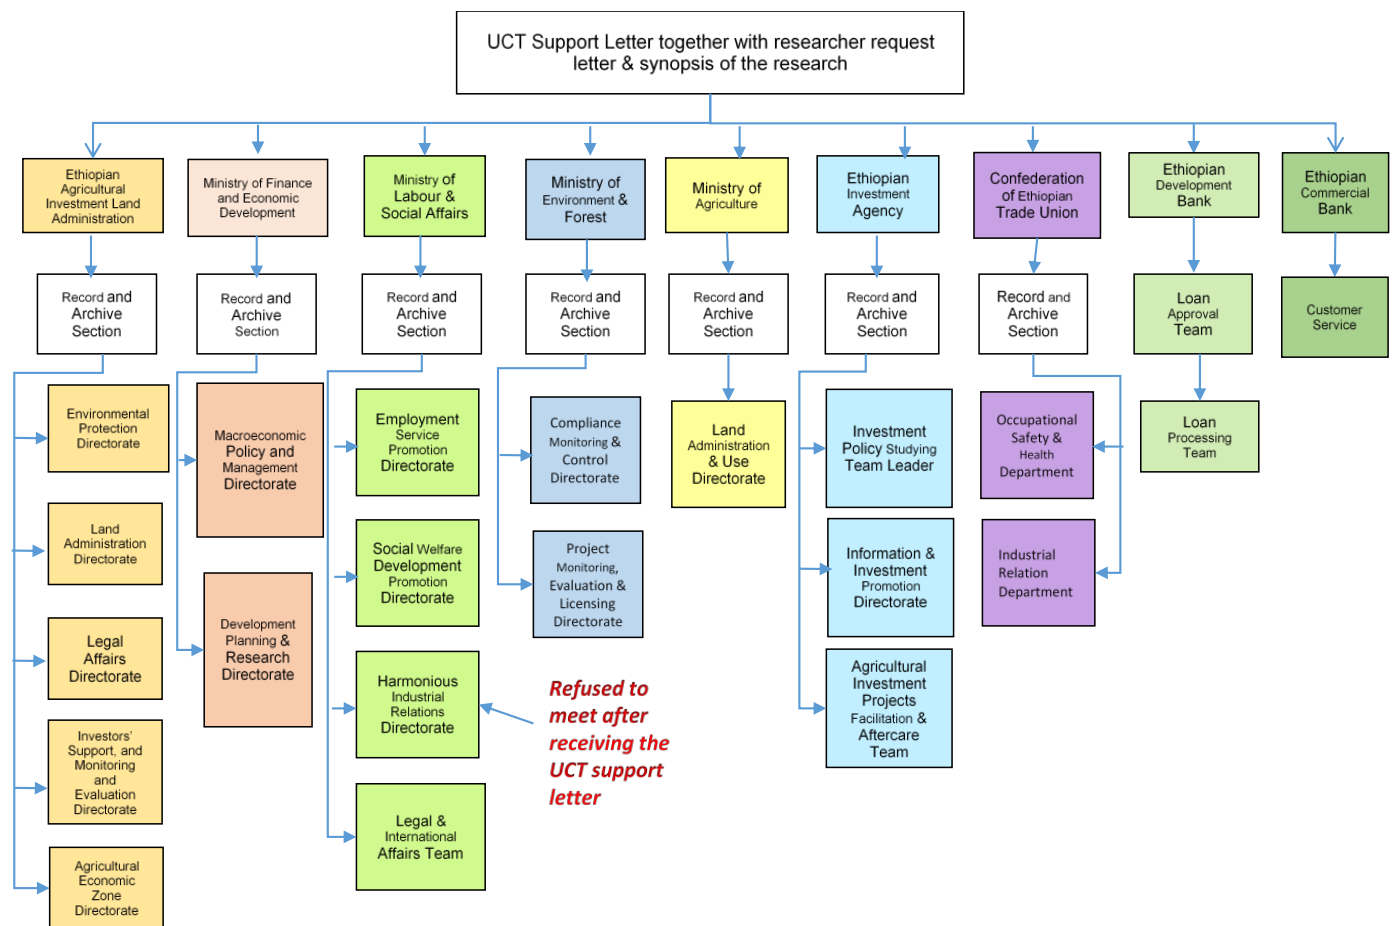 UCT Support Letter together with researcher request
letter & synopsis of the research
Ethiopian
Agricultural
Investment Land
Administration
Ministry of Finance
and Economic
Development
Ministry of
Labour &
Social Affairs
Ministry of
Environment &
Forest
Ministry of
Agriculture
Ethiopian
Investment
Agency
Confederation
of Ethiopian
Trade Union
Ethiopian
Development
Bank
Ethiopian
Commercial
Bank
Record and
Archive
Section
Record and
Archive
Section
Record and
Archive
Section
Record and
Archive
Section
Record and
Archive
Section
Record and
Archive
Section
Record and
Archive
Section
Loan
Approval
Team
Customer
Service
Environmental
Protection
Directorate
Land
Administration
Directorate
Legal
Affairs
Directorate
Investors'
Support, and
Monitoring
and
Evaluation
Directorate
Agricultural
Economic
Zone
Directorate
Macroeconomic
Policy and
Management
Directorate
Development
Planning &
Research
Directorate
Employment
Service
Promotion
Directorate
Social Welfare
Development
Promotion
Directorate
Harmonious
Industrial
Relations
Directorate
Legal &
International
Affairs Team
Compliance
Monitoring &
Control
Directorate
Project
Monitoring,
Evaluation &
Licensing
Directorate
Refused to
meet after
receiving the
UCT support
letter
Land
Administration
& Use
Directorate
Investment
Policy Studying
Team Leader
Information &
Investment
Promotion
Directorate
Agricultural
Investment
Projects
Facilitation &
Aftercare
Team
Occupational
Safety &
Health
Department
Industrial
Relation
Department
Loan
Processing
Team